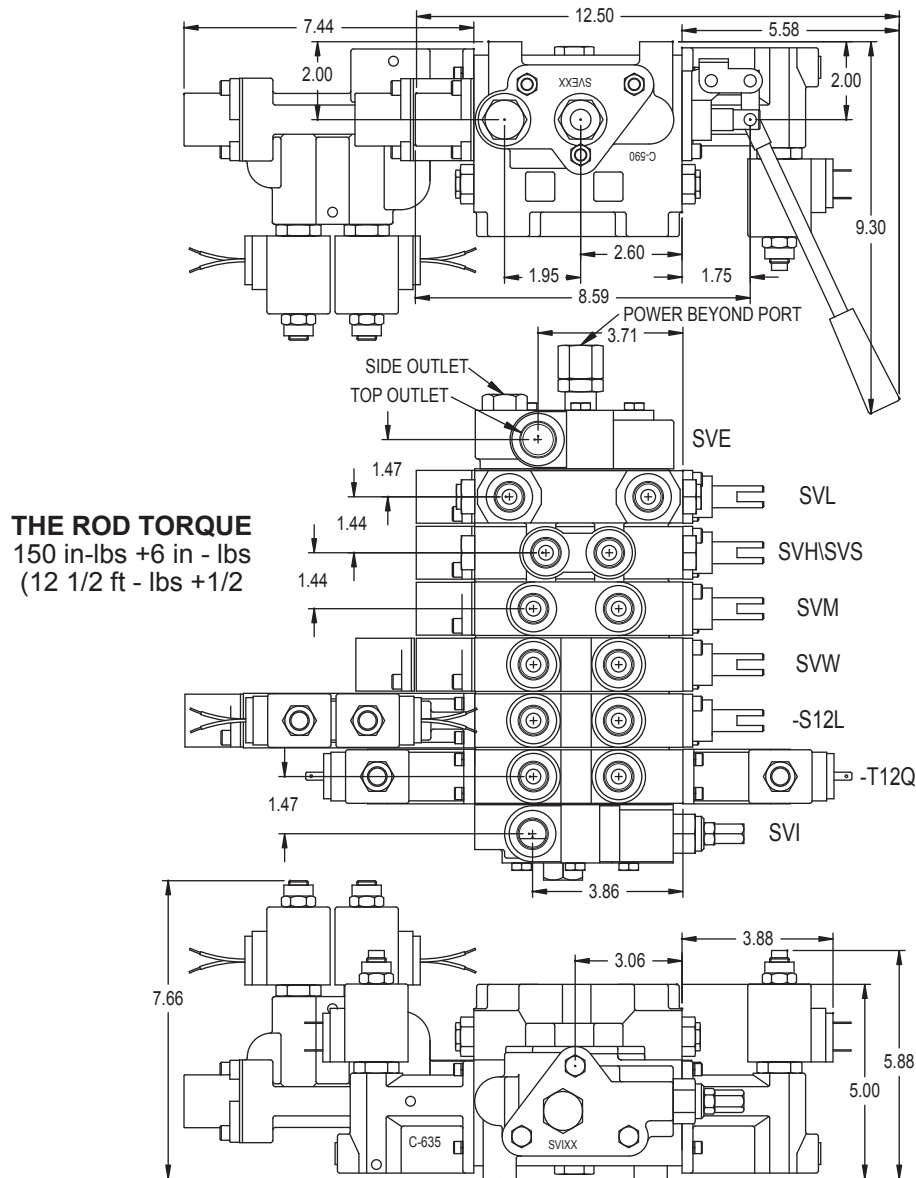 12.50
7.44
5.58
2.00
2.00
SVEXX
C-590
9.30
2.60
1.95
1.75
8.59
POWER BEYOND PORT
3.71
SIDE OUTLET
TOP OUTLET
SVE
1.47
SVL
1.44
THE ROD TORQUE
150 in-lbs +6 in - lbs
(12 1/2 ft - lbs +1/2
SVH\SVS
1.44
SVM
SVW
-S12L
-T12Q
1.47
SVI
3.86
3.88
3.06
7.66
5.88
5.00
C-635
SVIXX